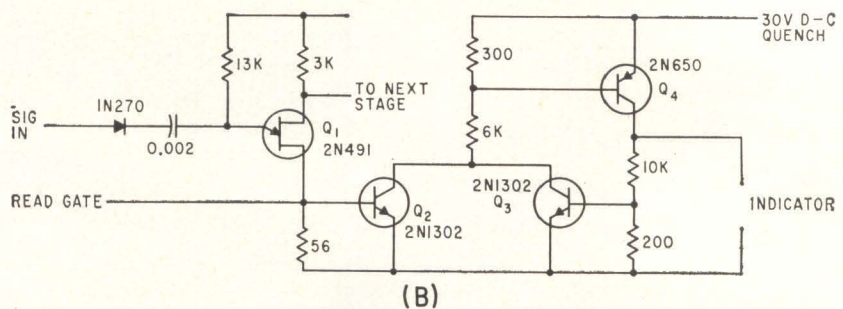 30V D-C
QUENCH
13K
3K
300
2N650
Q4
TO NEXT
STAGE
1N270
SIG
IN
0.002
Q1
2N491
6K
10K
2N1302
Q3
READ GATE
Q2
2N1302
INDICATOR
56
200
(B)